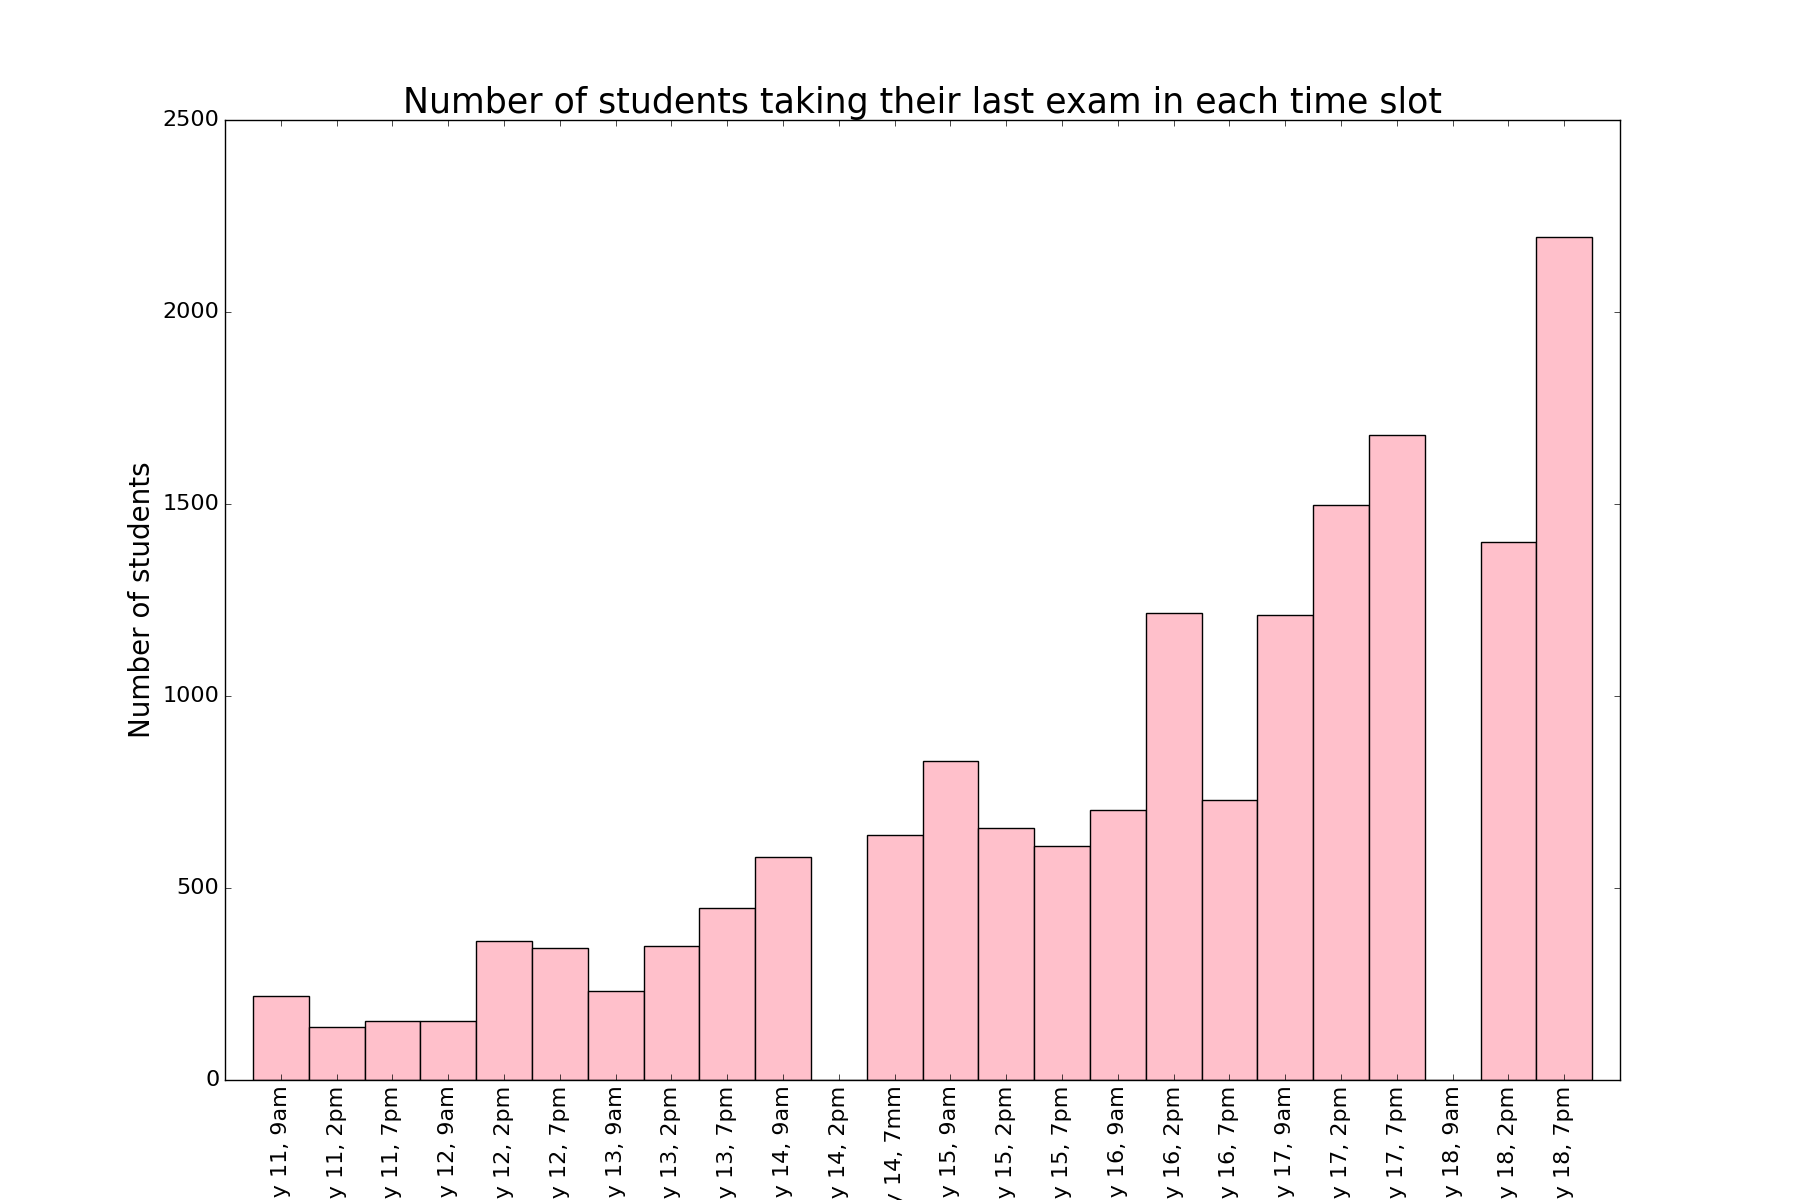 Number of students taking their last exam in each time slot
Number of students
2500
2000
1500
1000
500
0
y 11, 9am
y 11, 2pm
y 11, 7pm
y 12, 9am
y 12, 2pm
y 12, 7pm
y 13, 9am
y 13, 2pm
y 13, 7pm
y 14, 9am
y 14, 2pm
y 14, 7mm
y 15, 9am
y 15, 2pm
y 15, 7pm
y 16, 9am
y 16, 2pm
y 16, 7pm
y 17, 9am
y 17, 2pm
y 17, 7pm
y 18, 9am
y 18, 2pm
y 18, 7pm